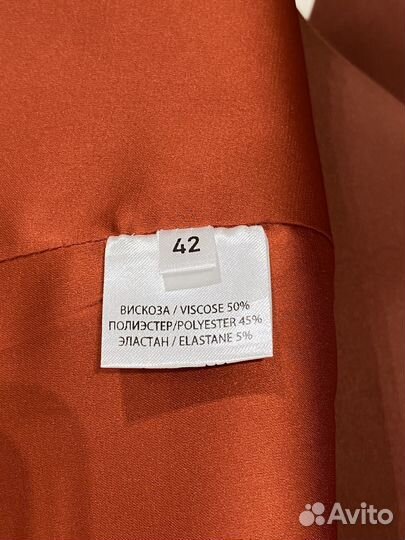 42
ВИСКОЗА / VISCOSE 50%
ПОЛИЭСТЕР/POLYESTER 45%
ЭЛАСТАН / ELASTANE 5%
Avito